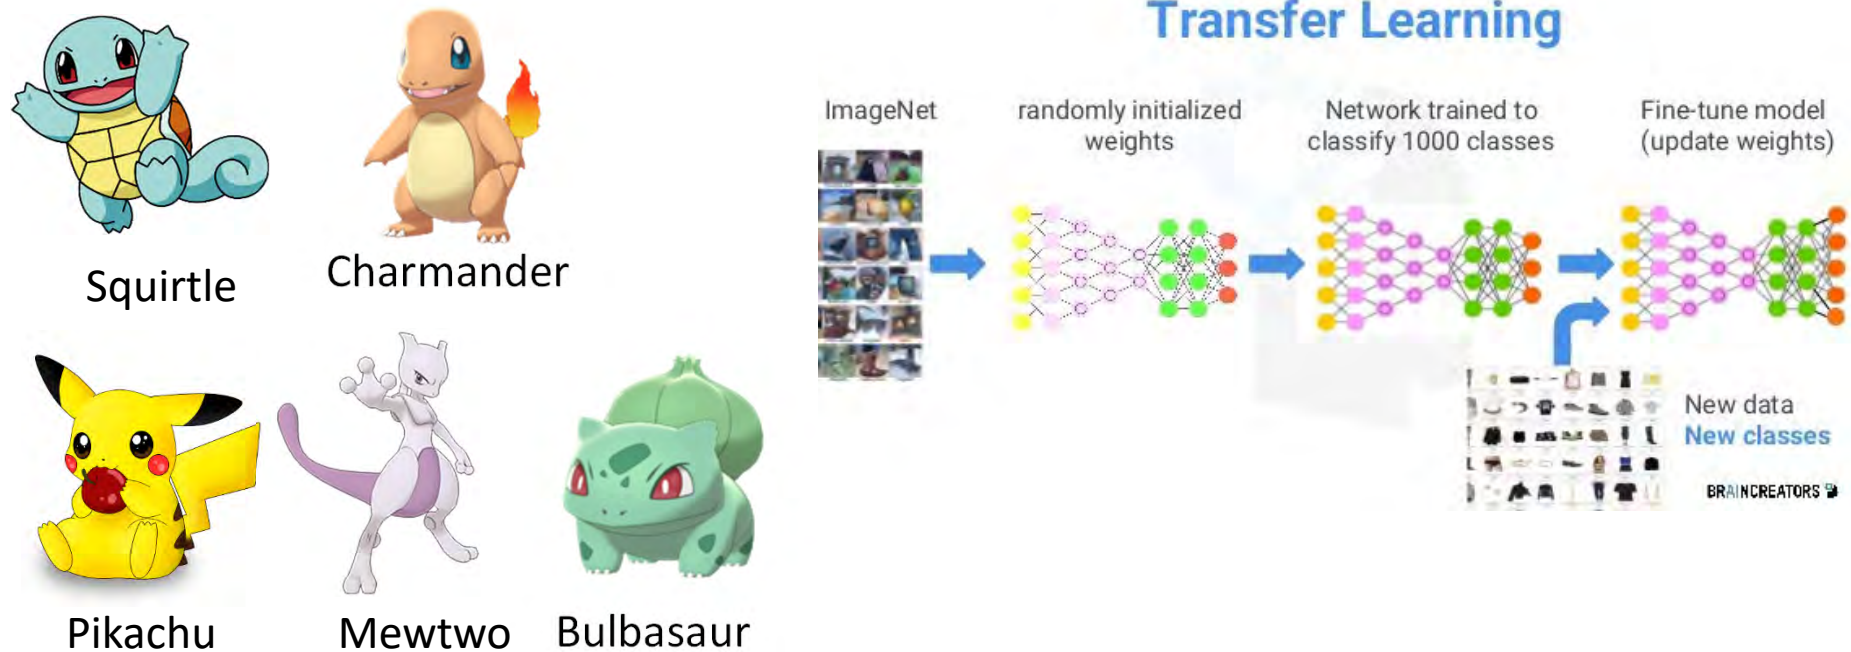 Squirtle
Charmander
Pikachu
Mewtwo
Bulbasaur
Transfer Learning
ImageNet
randomly initialized
weights
Network trained to
classify 1000 classes
Fine-tune model
(update weights)
New data
New classes
BRAINCREATORS